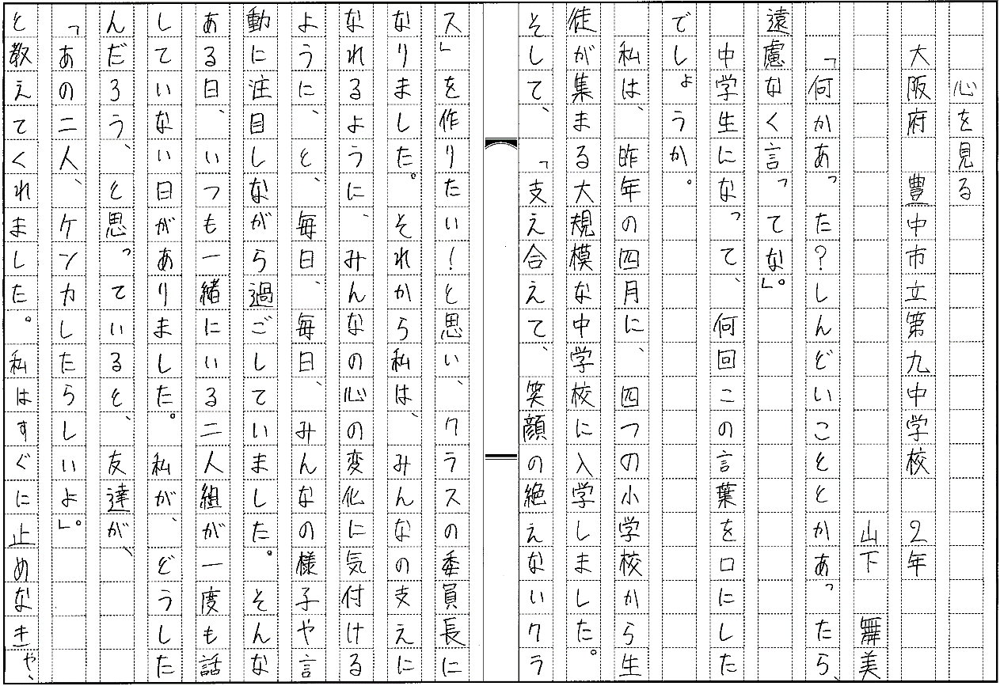 心を見る
大阪府 豊中市立第九中学校 2年
山下 舞美
「何かあった？しんどいこととかあったら、
遠慮なく言ってな」。
中学生になって、何回この言葉を口にした
でしょうか。
私は、昨年の四月に、四つの小学校から生
徒が集まる大規模な中学校に入学しました。
そして、「支え合えて、笑顔の絶えないクラ
ス」を作りたい！と思い、クラスの委員長に
なりました。それから私は、みんなの支えに
なれるように、みんなの心の変化に気付ける
ように、と、毎日、毎日、みんなの様子や言
動に注目しながら過ごしていました。そんな
ある日、いつも一緒にいる二人組が一度も話
していない日がありました。私が、どうした
んだろう、と思っていると、友達が、
「あの二人、ケンカしたらしいよ」。
と教えてくれました。私はすぐに止めなきゃ、